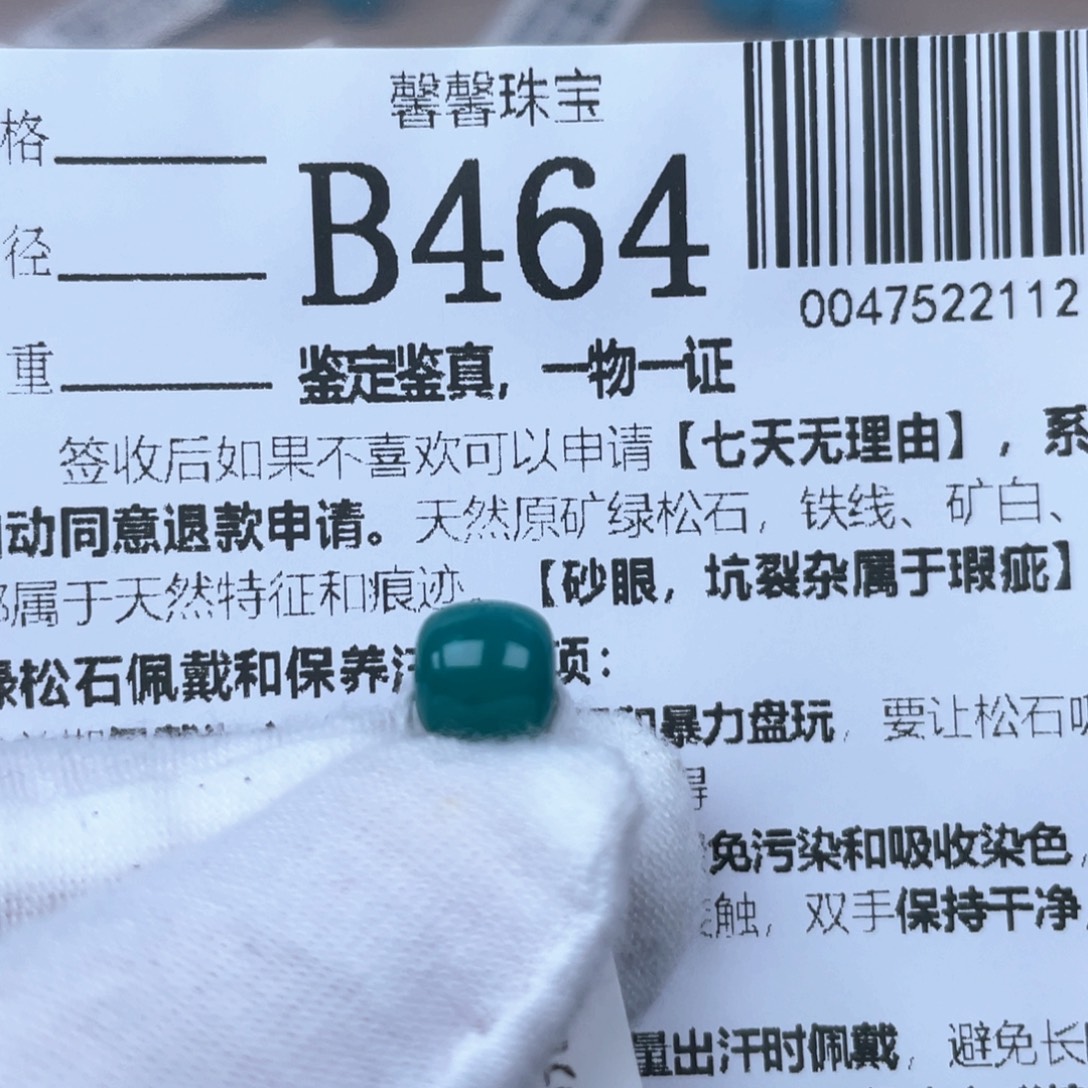 馨馨珠宝
格
B464
径
0047522112
重
鉴定鉴真，一物一证
签收后如果不喜欢可以申请【七天无理由】，系
动同意退款申请。天然原矿绿松石，铁线、矿白、
属于天然特征和痕迹。【砂眼，坑裂杂属于瑕疵】
松石佩戴和保养 项：
暴力盘玩，要让松石
得
免污染和吸收染色，
触，双手保持干净
量出汗时佩戴，避免长